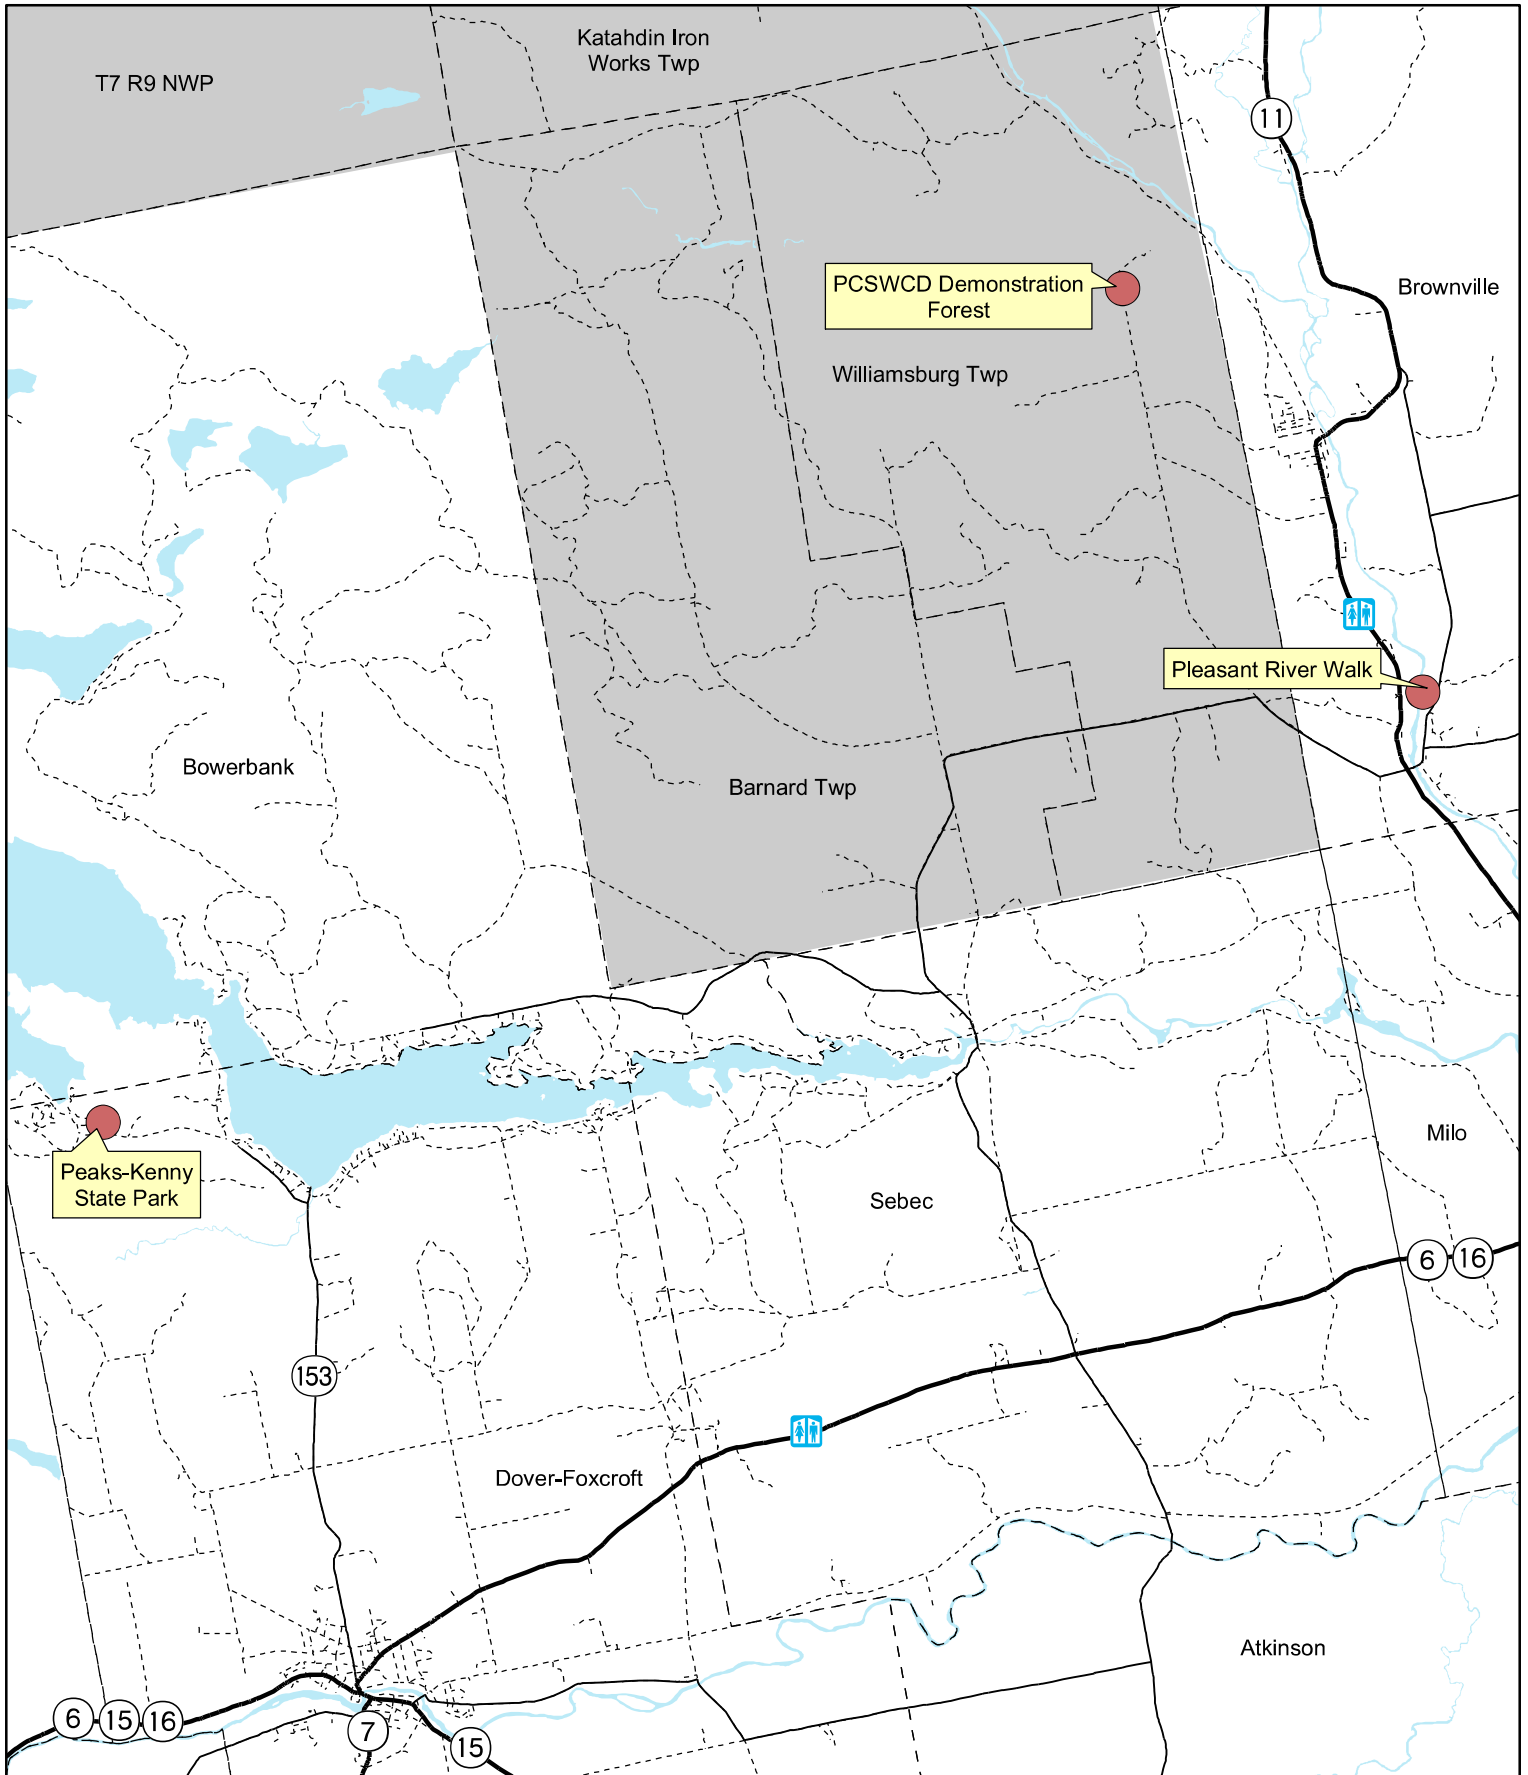 Katahdin Iron
Works Twp
T7 R9 NWP
11
PCSWCD Demonstration
Forest
Brownville
Williamsburg Twp
Pleasant River Walk
Bowerbank
Barnard Twp
Milo
Peaks-Kenny
State Park
Sebec
6 16
153
Dover-Foxcroft
Atkinson
6 15 16
7
15